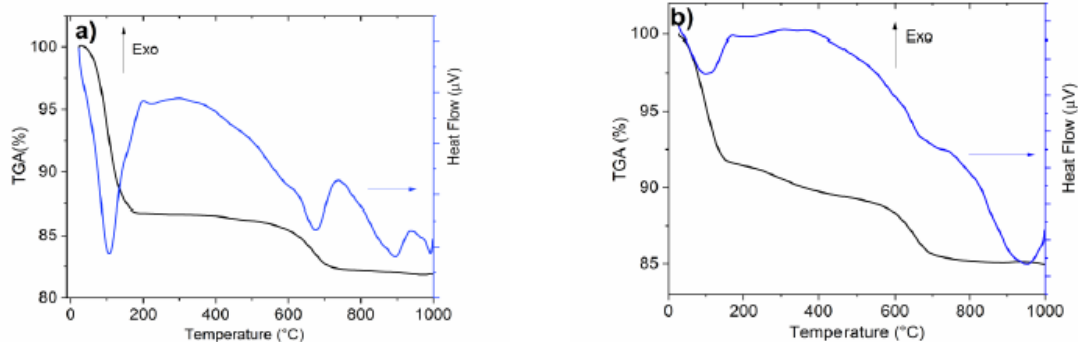 a)
Exo
100
95
90
85
80
TGA(%)
Heat Flow (µV)
0 200 400 600 800 1000
Temperature (°C)
b)
Exo
100
95
90
85
TGA (%)
Heat Flow (µV)
0 200 400 600 800 1000
Temperature (°C)